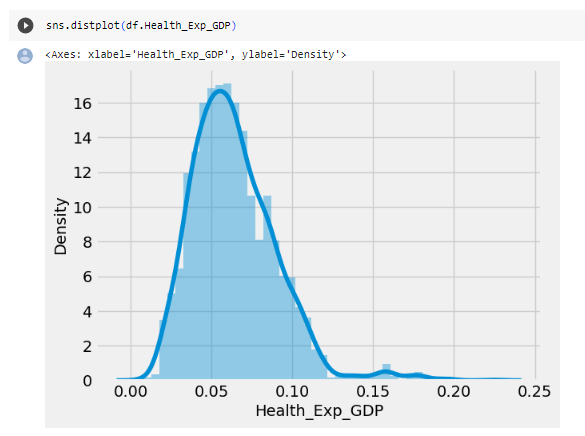 sns.distplot(df.Health_Exp_GDP)
<Axes: xlabel='Health_Exp_GDP', ylabel='Density'>
16
14
12
10
8
6
4
2
0
Density
0.00 0.05 0.10 0.15 0.20 0.25
Health_Exp_GDP